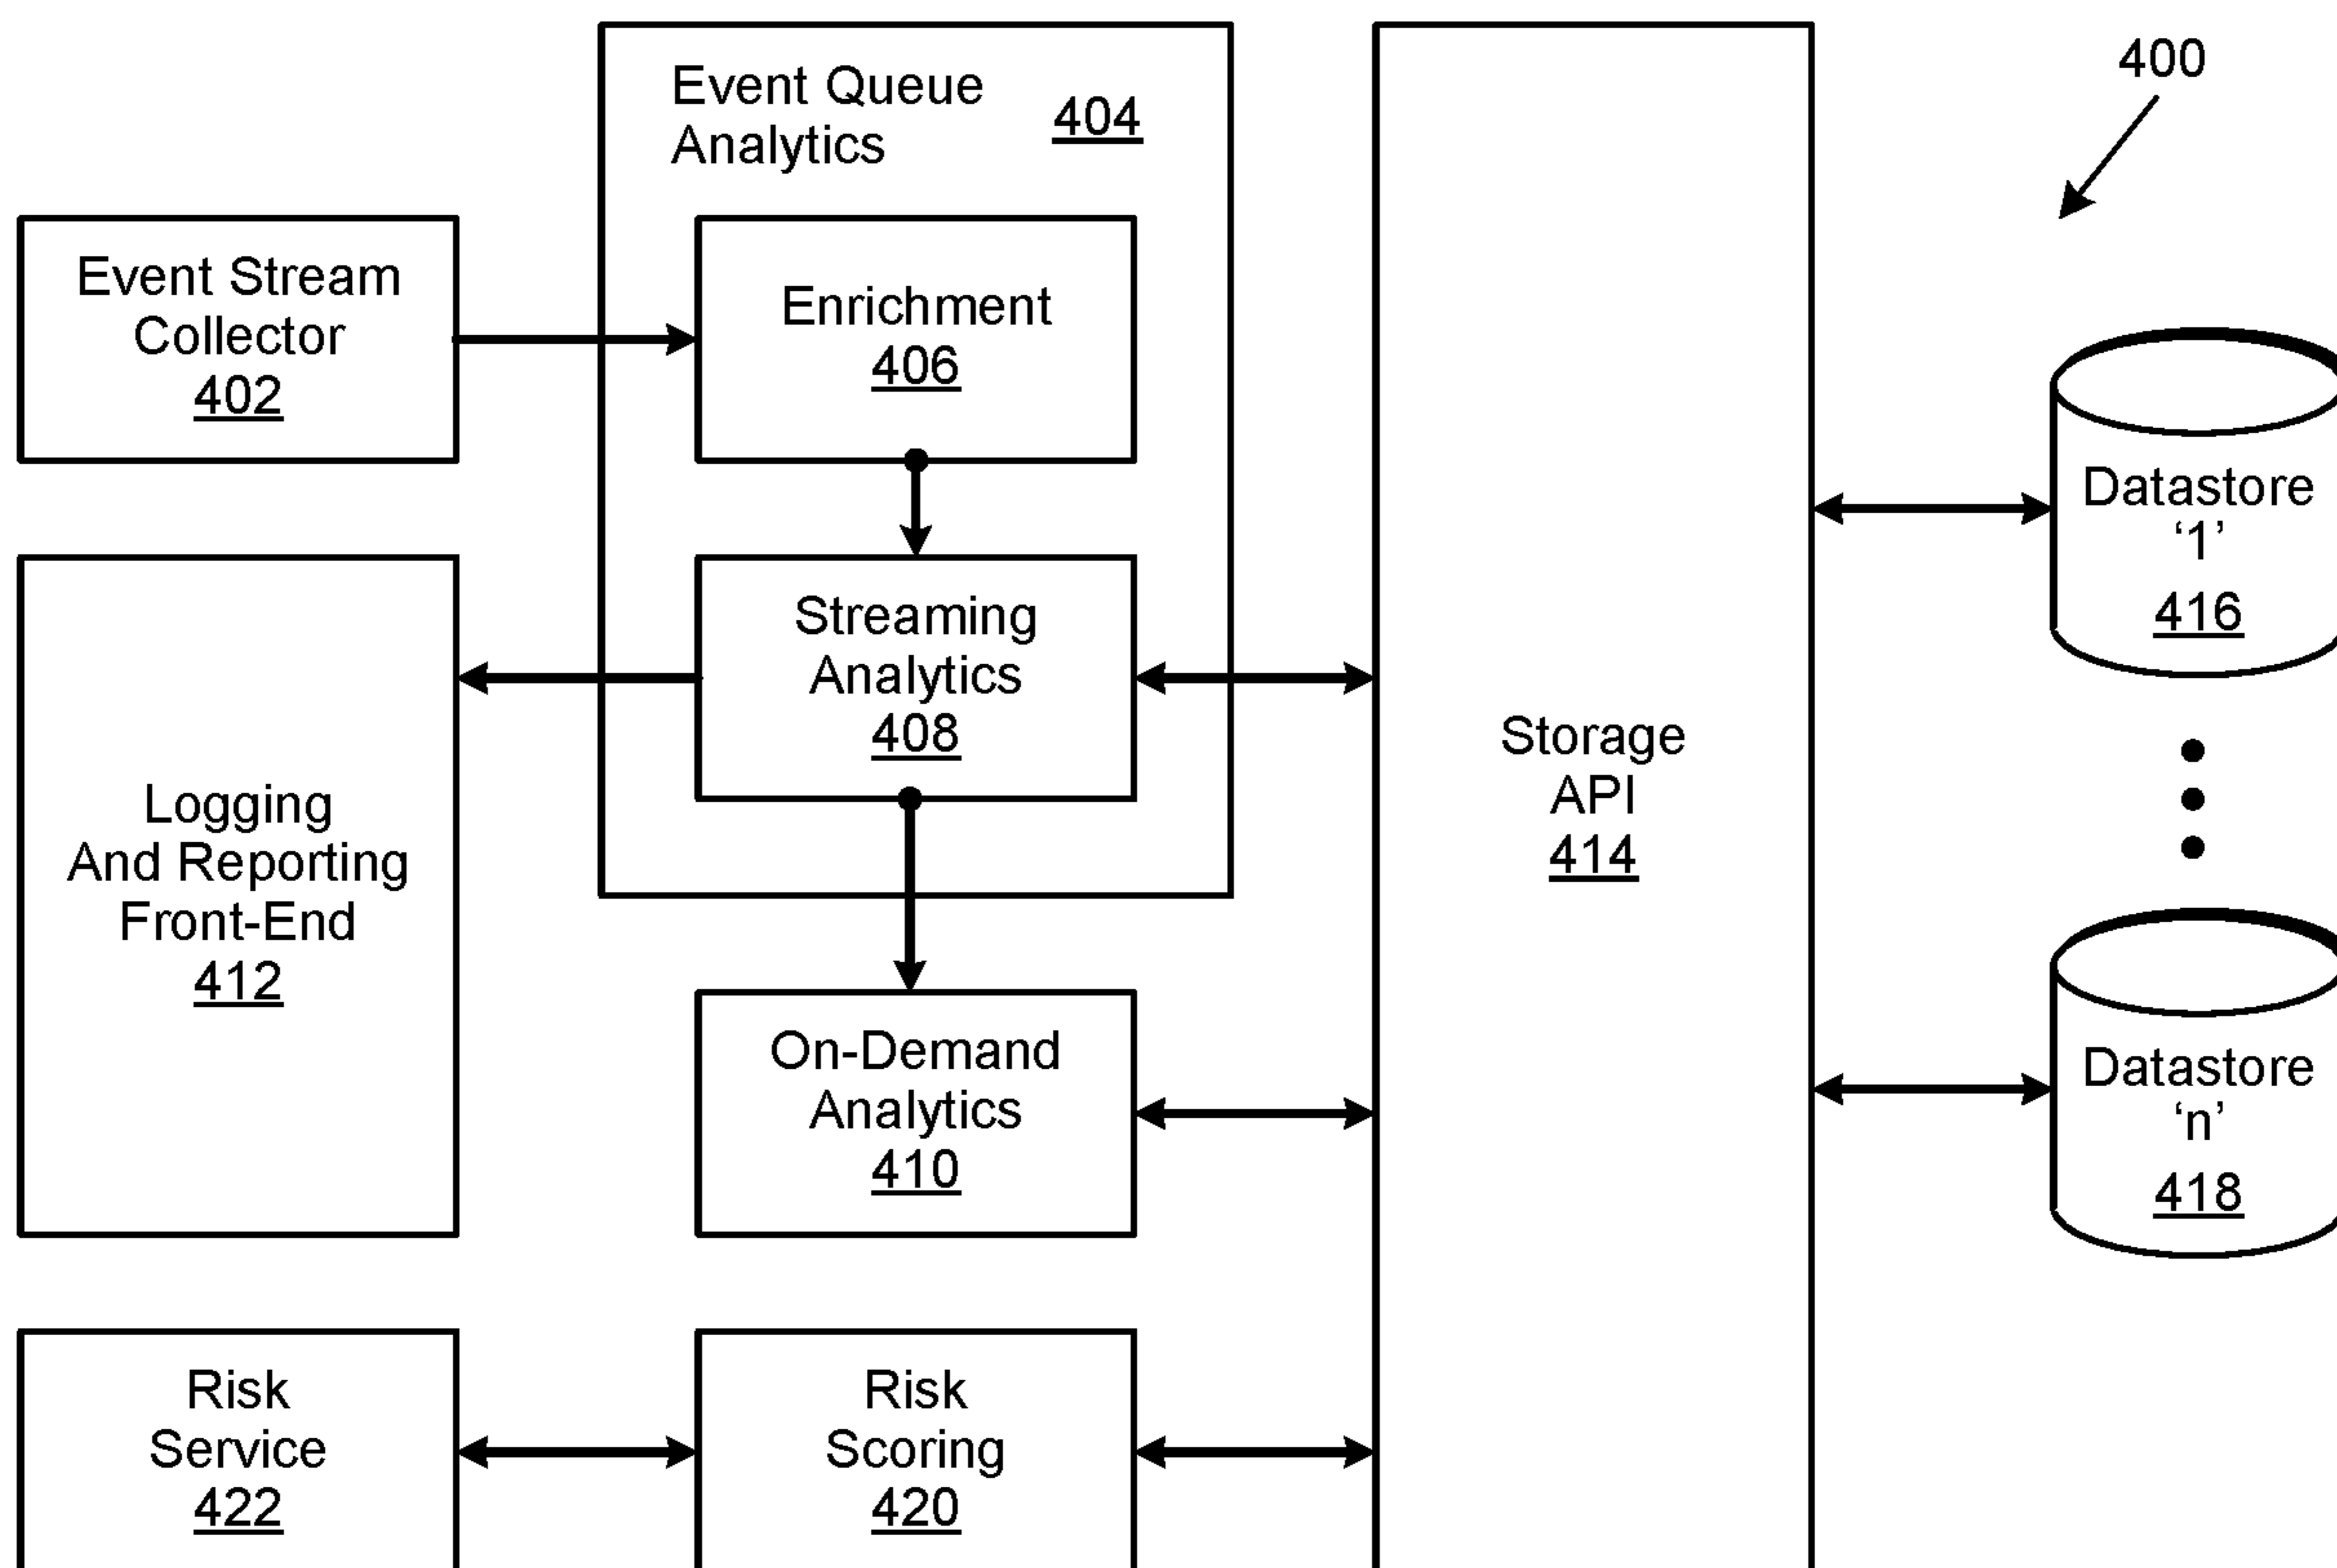 Event Queue
Analytics
404
400
Event Stream
Collector
402
Enrichment
406
Streaming
Analytics
408
Logging
And Reporting
Front-End
412
On-Demand
Analytics
410
Storage
API
414
Datastore
‘1’
416
Datastore
‘n’
418
Risk
Service
422
Risk
Scoring
420